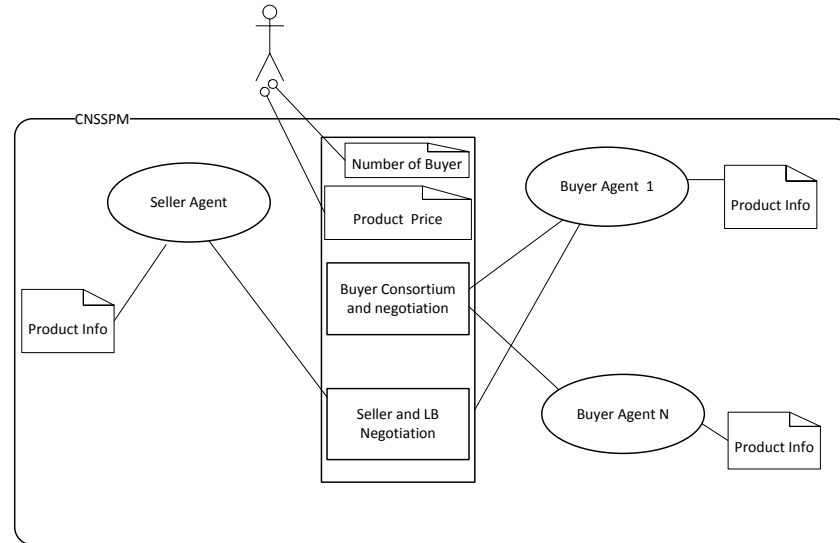 CNSSPM
Number of Buyer
Seller Agent
Product Price
Buyer Agent 1
Product Info
Buyer Consortium
and negotiation
Product Info
Seller and LB
Negotiation
Buyer Agent N
Product Info